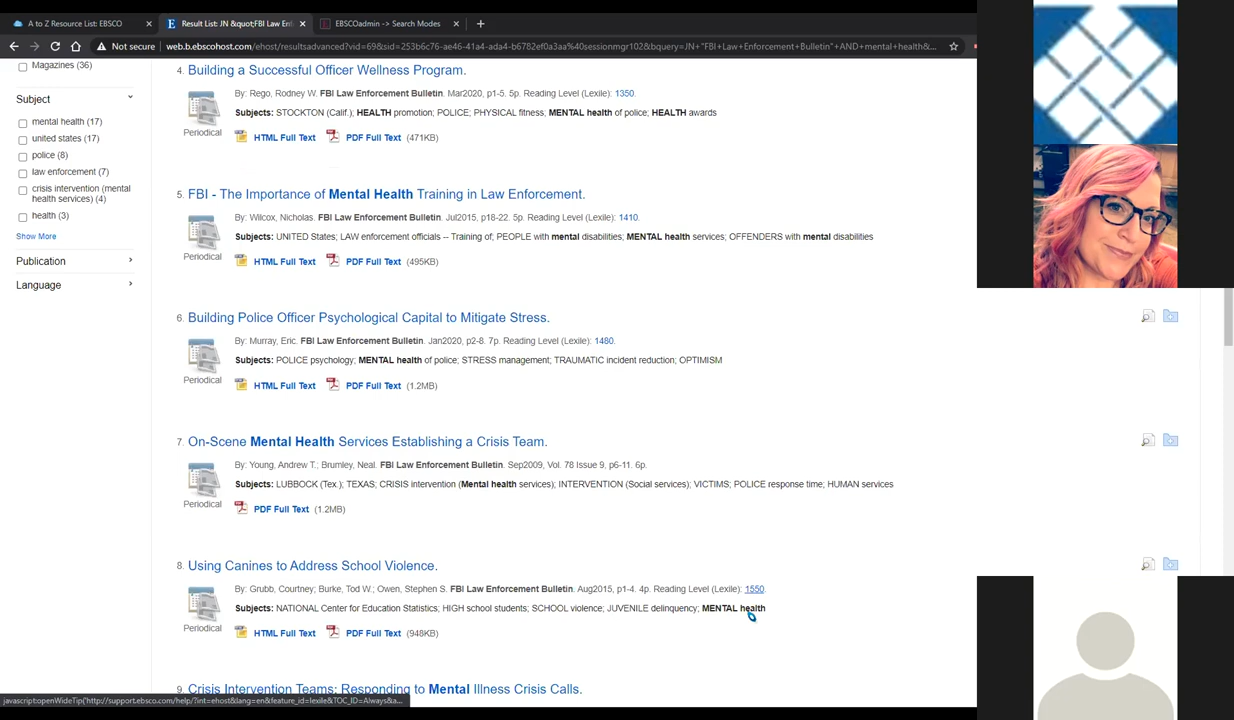 A to Z Resource List: EBSCO
Result List: JN &quot;FBI Law Enf
EBSCOadmin -> Search Modes
Not secure
web.b.ebscohost.com/ehost/resultsadvanced?vid=69&sid=253b6c76-ae46-41a4-ada4-b6782ef0a3aa%40sessionmgr102&bquery=JN+"FBI+Law+Enforcement+Bulletin"+AND+mental+health&...
Magazines (36)
Subject
mental health (17)
united states (17)
police (8)
law enforcement (7)
crisis intervention (mental
health services) (4)
health (3)
Show More
Publication
Language
4. Building a Successful Officer Wellness Program.
By: Rego, Rodney W. FBI Law Enforcement Bulletin. Mar2020, p1-5. 5p. Reading Level (Lexile): 1350.
Subjects: STOCKTON (Calif.); HEALTH promotion; POLICE; PHYSICAL fitness; MENTAL health of police; HEALTH awards
Periodical
HTML Full Text PDF Full Text (471KB)
5. FBI - The Importance of Mental Health Training in Law Enforcement.
By: Wilcox, Nicholas. FBI Law Enforcement Bulletin. Jul2015, p18-22. 5p. Reading Level (Lexile): 1410.
Subjects: UNITED States; LAW enforcement officials -- Training of; PEOPLE with mental disabilities; MENTAL health services; OFFENDERS with mental disabilities
Periodical
HTML Full Text PDF Full Text (495KB)
6. Building Police Officer Psychological Capital to Mitigate Stress.
By: Murray, Eric. FBI Law Enforcement Bulletin. Jan2020, p2-8. 7p. Reading Level (Lexile): 1480.
Subjects: POLICE psychology; MENTAL health of police; STRESS management; TRAUMATIC incident reduction; OPTIMISM
Periodical
HTML Full Text PDF Full Text (1.2MB)
7. On-Scene Mental Health Services Establishing a Crisis Team.
By: Young, Andrew T.; Brumley, Neal. FBI Law Enforcement Bulletin. Sep2009, Vol. 78 Issue 9, p6-11. 6p.
Subjects: LUBBOCK (Tex.); TEXAS; CRISIS intervention (Mental health services); INTERVENTION (Social services); VICTIMS; POLICE response time; HUMAN services
Periodical
PDF Full Text (1.2MB)
8. Using Canines to Address School Violence.
By: Grubb, Courtney; Burke, Tod W.; Owen, Stephen S. FBI Law Enforcement Bulletin. Aug2015, p1-4. 4p. Reading Level (Lexile): 1550.
Subjects: NATIONAL Center for Education Statistics; HIGH school students; SCHOOL violence; JUVENILE delinquency; MENTAL health
Periodical
HTML Full Text PDF Full Text (948KB)
9. Crisis Intervention Teams: Responding to Mental Illness Crisis Calls.
javascript:openWideTip('http://support.ebsco.com/help/?int=ehost&lang=en&feature_id=lexile&TOC_ID=Always&a...